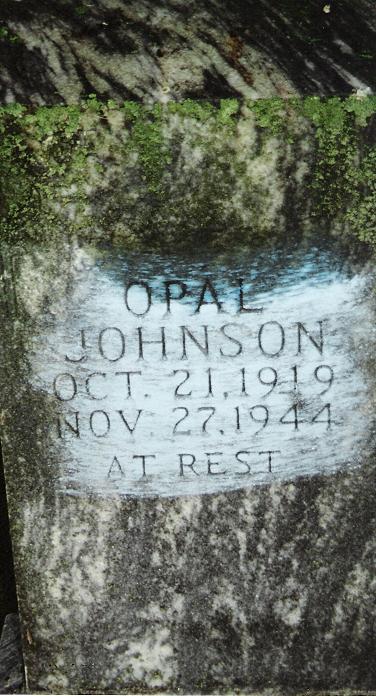 OPAL
JOHNSON
OCT. 21,1919
NOV. 27,1944
AT REST